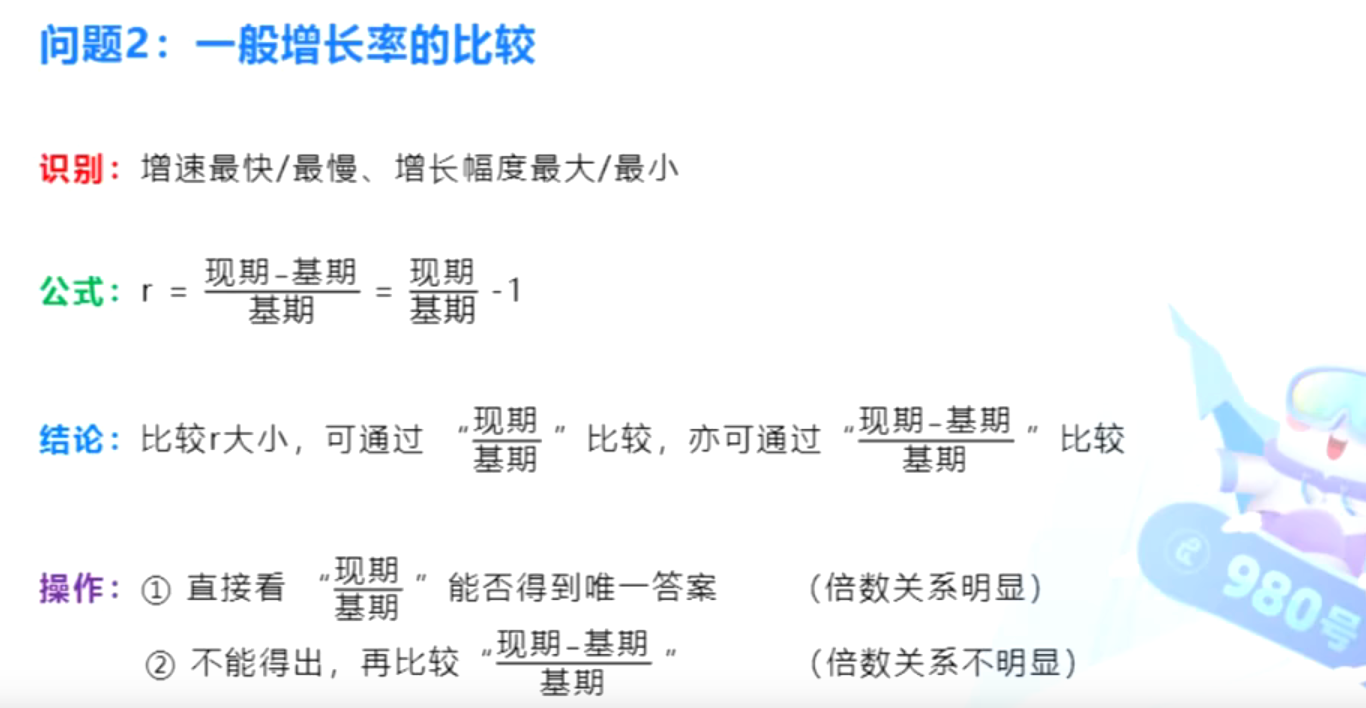 问题2：一般增长率的比较
识别：增速最快/最慢、增长幅度最大/最小
公式：r = 现期-基期/基期 = 现期/基期 -1
结论：比较r大小，可通过 “现期/基期” 比较，亦可通过“现期-基期/基期” 比较
操作：① 直接看 “现期/基期” 能否得到唯一答案 （倍数关系明显）
② 不能得出，再比较“现期-基期/基期” （倍数关系不明显）
980号